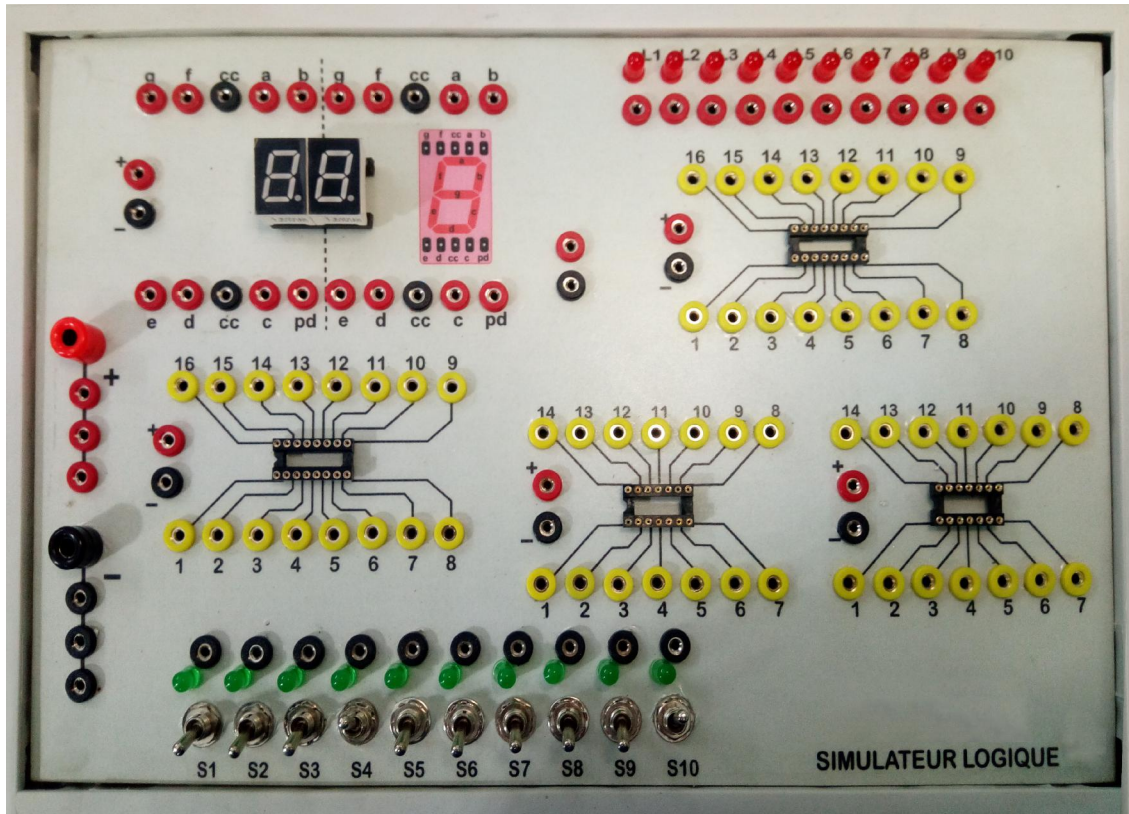 g f cc a b g f cc a b
L1 L2 L3 L4 L5 L6 L7 L8 L9 10
g f cc a b
a
f b
g
e c
d
e d cc c pd
+
−
16 15 14 13 12 11 10 9
+
−
1 2 3 4 5 6 7 8
e d cc c pd e d cc c pd
+
16 15 14 13 12 11 10 9
+
−
1 2 3 4 5 6 7 8
14 13 12 11 10 9 8
+
−
1 2 3 4 5 6 7
14 13 12 11 10 9 8
+
−
1 2 3 4 5 6 7
−
S1 S2 S3 S4 S5 S6 S7 S8 S9 S10
SIMULATEUR LOGIQUE